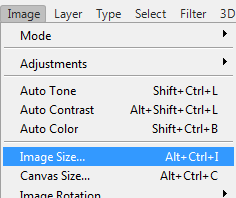 Image Layer Type Select Filter 3D
Mode
Adjustments
Auto Tone Shift+Ctrl+L
Auto Contrast Alt+Shift+Ctrl+L
Auto Color Shift+Ctrl+B
Image Size... Alt+Ctrl+I
Canvas Size... Alt+Ctrl+C
Image Rotation